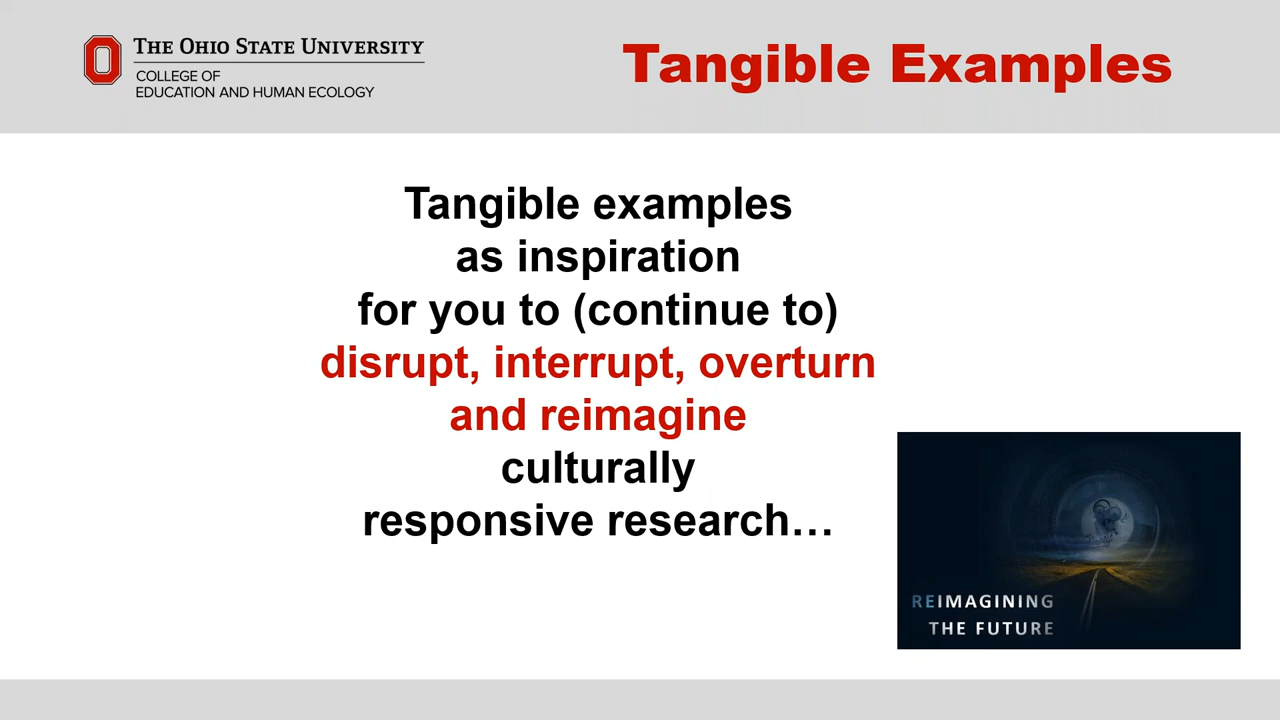 THE OHIO STATE UNIVERSITY
COLLEGE OF
EDUCATION AND HUMAN ECOLOGY
Tangible Examples
Tangible examples
as inspiration
for you to (continue to)
disrupt, interrupt, overturn
and reimagine
culturally
responsive research…
REIMAGINING
THE FUTURE